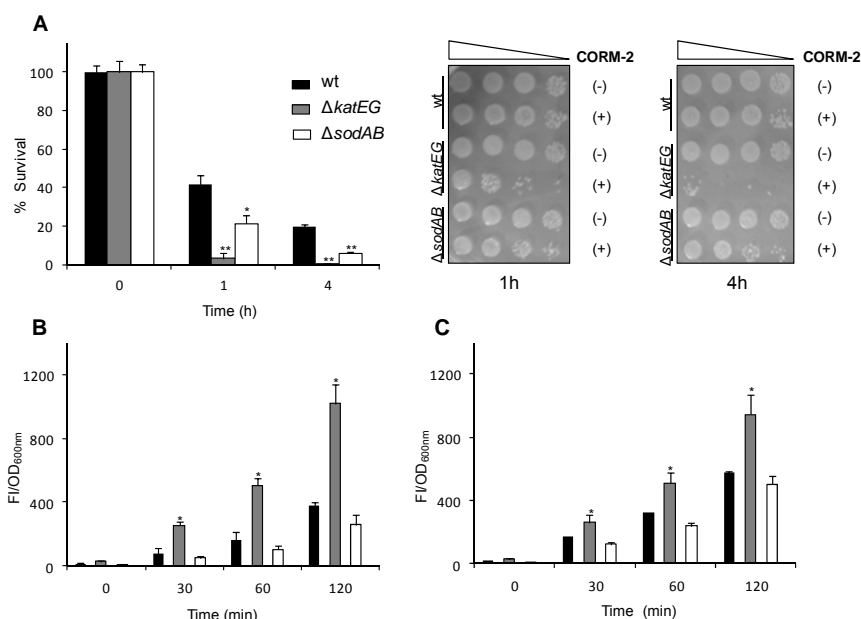 A
% Survival
120
100
80
60
40
20
0
wt
ΔkatEG
ΔsodAB
*
**
**
**
0 1 4
Time (h)
CORM-2
wt
(-)
(+)
ΔkatEG
(-)
(+)
ΔsodAB
(-)
(+)
1h
CORM-2
wt
(-)
(+)
ΔkatEG
(-)
(+)
ΔsodAB
(-)
(+)
4h
B
FI/OD600nm
1200
800
400
0
*
*
*
0 30 60 120
Time (min)
C
FI/OD600nm
1200
800
400
0
*
*
*
0 30 60 120
Time (min)